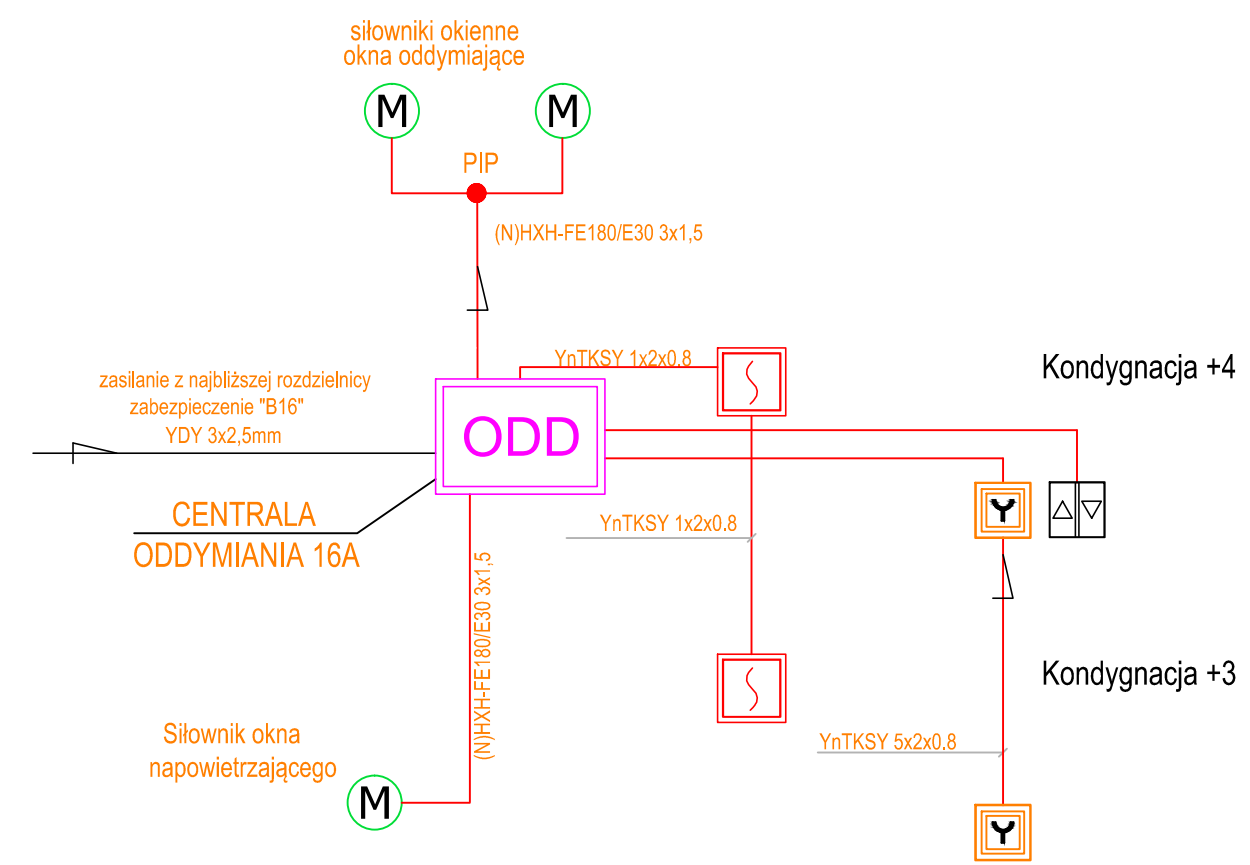 siłowniki okienne
okna oddymiające
M
M
PIP
(N)HXH-FE180/E30 3x1,5
YnTKSY 1x2x0.8
Kondygnacja +4
zasilanie z najbliższej rozdzielnicy
zabezpieczenie "B16"
YDY 3x2,5mm
ODD
CENTRALA
ODDYMIANIA 16A
YnTKSY 1x2x0.8
Y
(N)HXH-FE180/E30 3x1,5
Kondygnacja +3
Siłownik okna
napowietrzającego
M
YnTKSY 5x2x0.8
Y